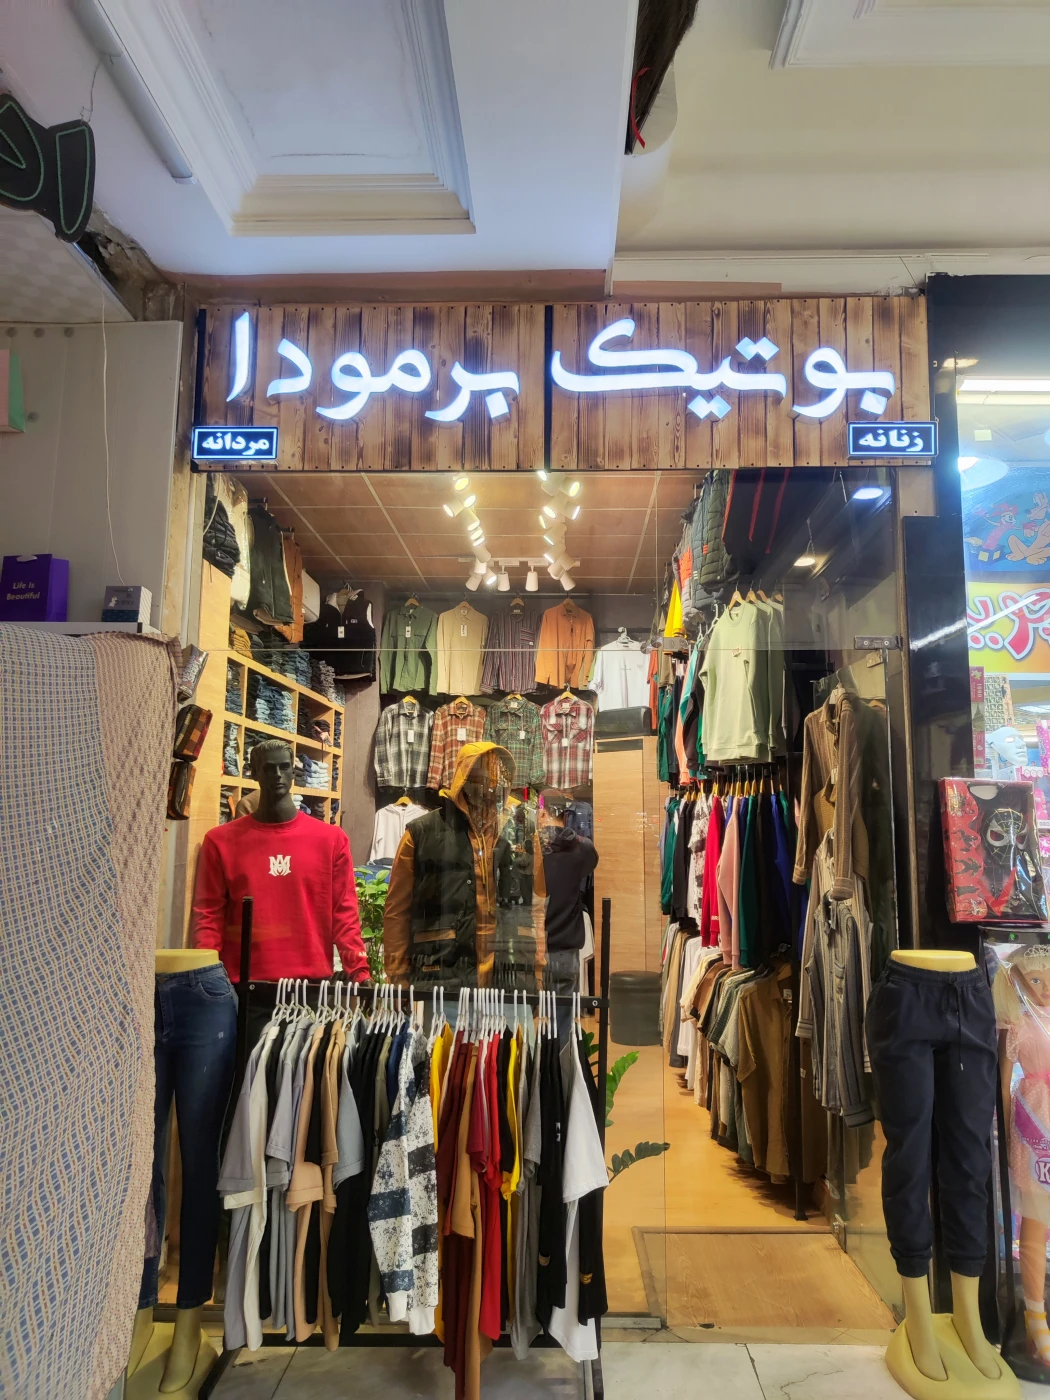 بوتیک برمودا
زنانه
مردانه
Life Is
Beautiful